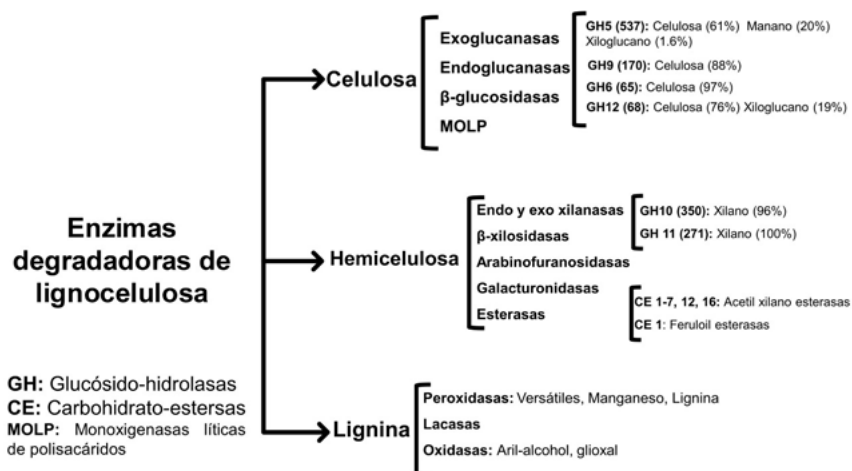 Enzimas
degradadoras de
lignocelulosa
GH: Glucósido-hidrolasas
CE: Carbohidrato-estersas
MOLP: Monoxigenasas líticas
de polisacáridos
Celulosa
Exoglucanasas
Endoglucanasas
β-glucosidasas
MOLP
GH5 (537): Celulosa (61%) Manano (20%)
Xiloglucano (1.6%)
GH9 (170): Celulosa (88%)
GH6 (65): Celulosa (97%)
GH12 (68): Celulosa (76%) Xiloglucano (19%)
Hemicelulosa
Endo y exo xilanasas
β-xilosidasas
Arabinofuranosidasas
Galacturonidasas
Esterasas
GH10 (350): Xilano (96%)
GH 11 (271): Xilano (100%)
CE 1-7, 12, 16: Acetil xilano esterasas
CE 1: Feruloil esterasas
Lignina
Peroxidasas: Versátiles, Manganeso, Lignina
Lacasas
Oxidasas: Aril-alcohol, glioxal